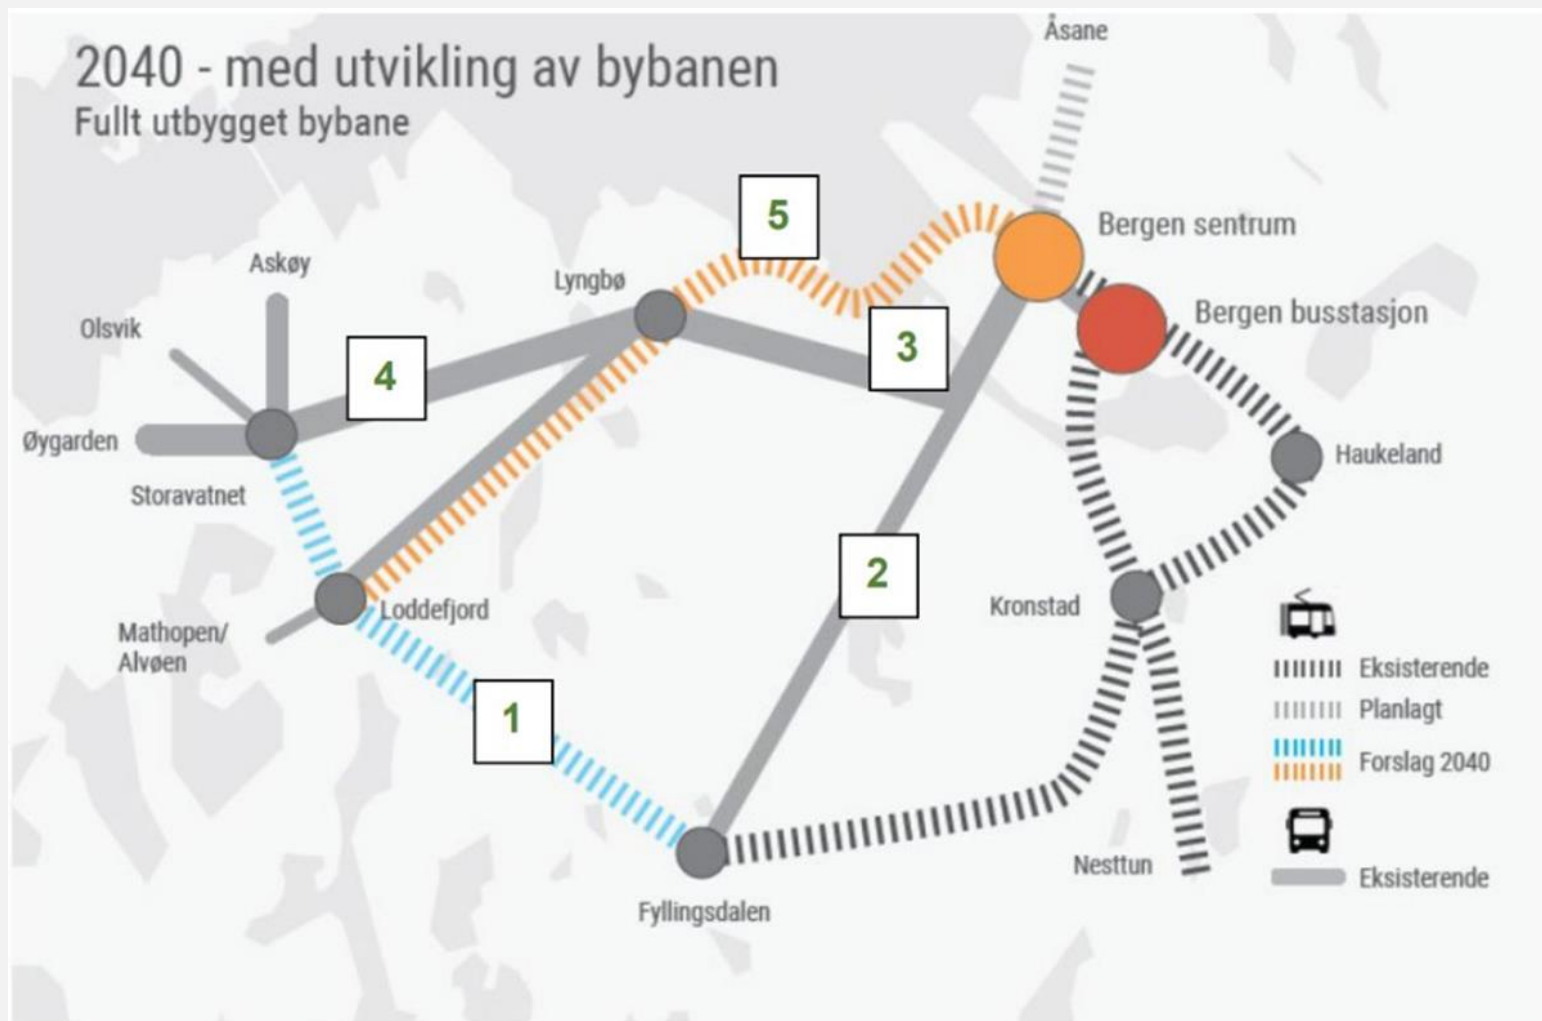 2040 - med utvikling av bybanen
Fullt utbygget bybane
Åsane
5
Bergen sentrum
Askøy
Lyngbø
Olsvik
Bergen busstasjon
3
4
Øygarden
Haukeland
Storavatnet
2
Loddefjord
Kronstad
Mathopen/
Alvøen
Eksisterende
Planlagt
1
Forslag 2040
Nesttun
Eksisterende
Fyllingsdalen